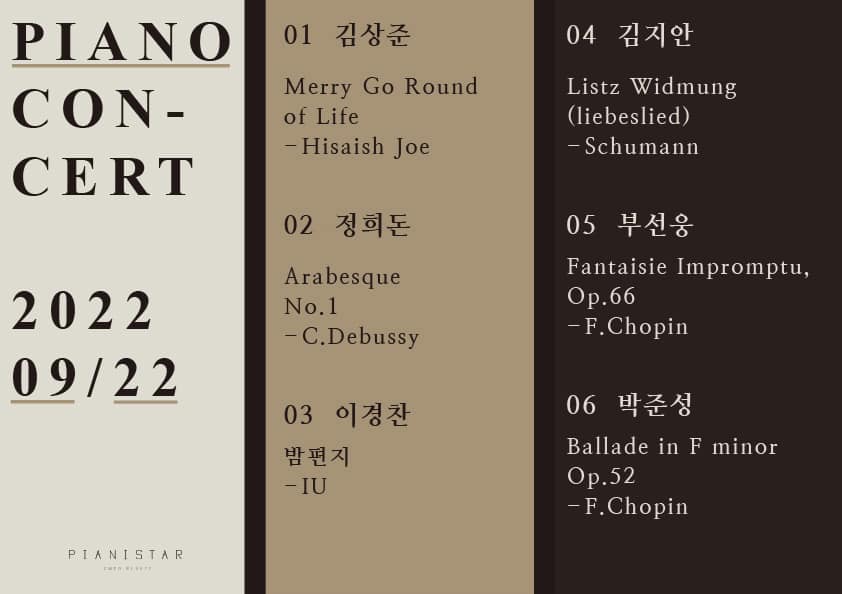 PIANO
CON-
CERT
2022
09/22
PIANISTAR
01 김상준
Merry Go Round
of Life
-Hisaish Joe
02 정희돈
Arabesque
No.1
-C.Debussy
03 이경찬
밤편지
-IU
04 김지안
Listz Widmung
(liebeslied)
-Schumann
05 부선웅
Fantaisie Impromptu,
Op.66
-F.Chopin
06 박준성
Ballade in F minor
Op.52
-F.Chopin